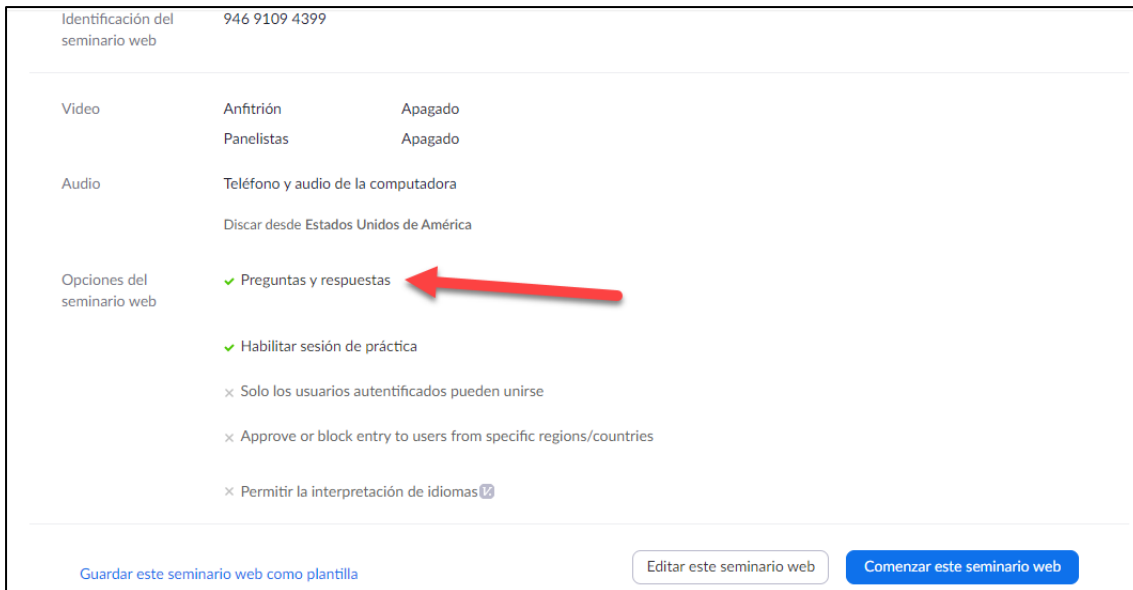 Identificación del 946 9109 4399
seminario web
Video Anfitrión Apagado
Panelistas Apagado
Audio Teléfono y audio de la computadora
Discar desde Estados Unidos de América
Opciones del ✓ Preguntas y respuestas
seminario web
✓ Habilitar sesión de práctica
× Solo los usuarios autentificados pueden unirse
× Approve or block entry to users from specific regions/countries
× Permitir la interpretación de idiomas
Guardar este seminario web como plantilla Editar este seminario web Comenzar este seminario web